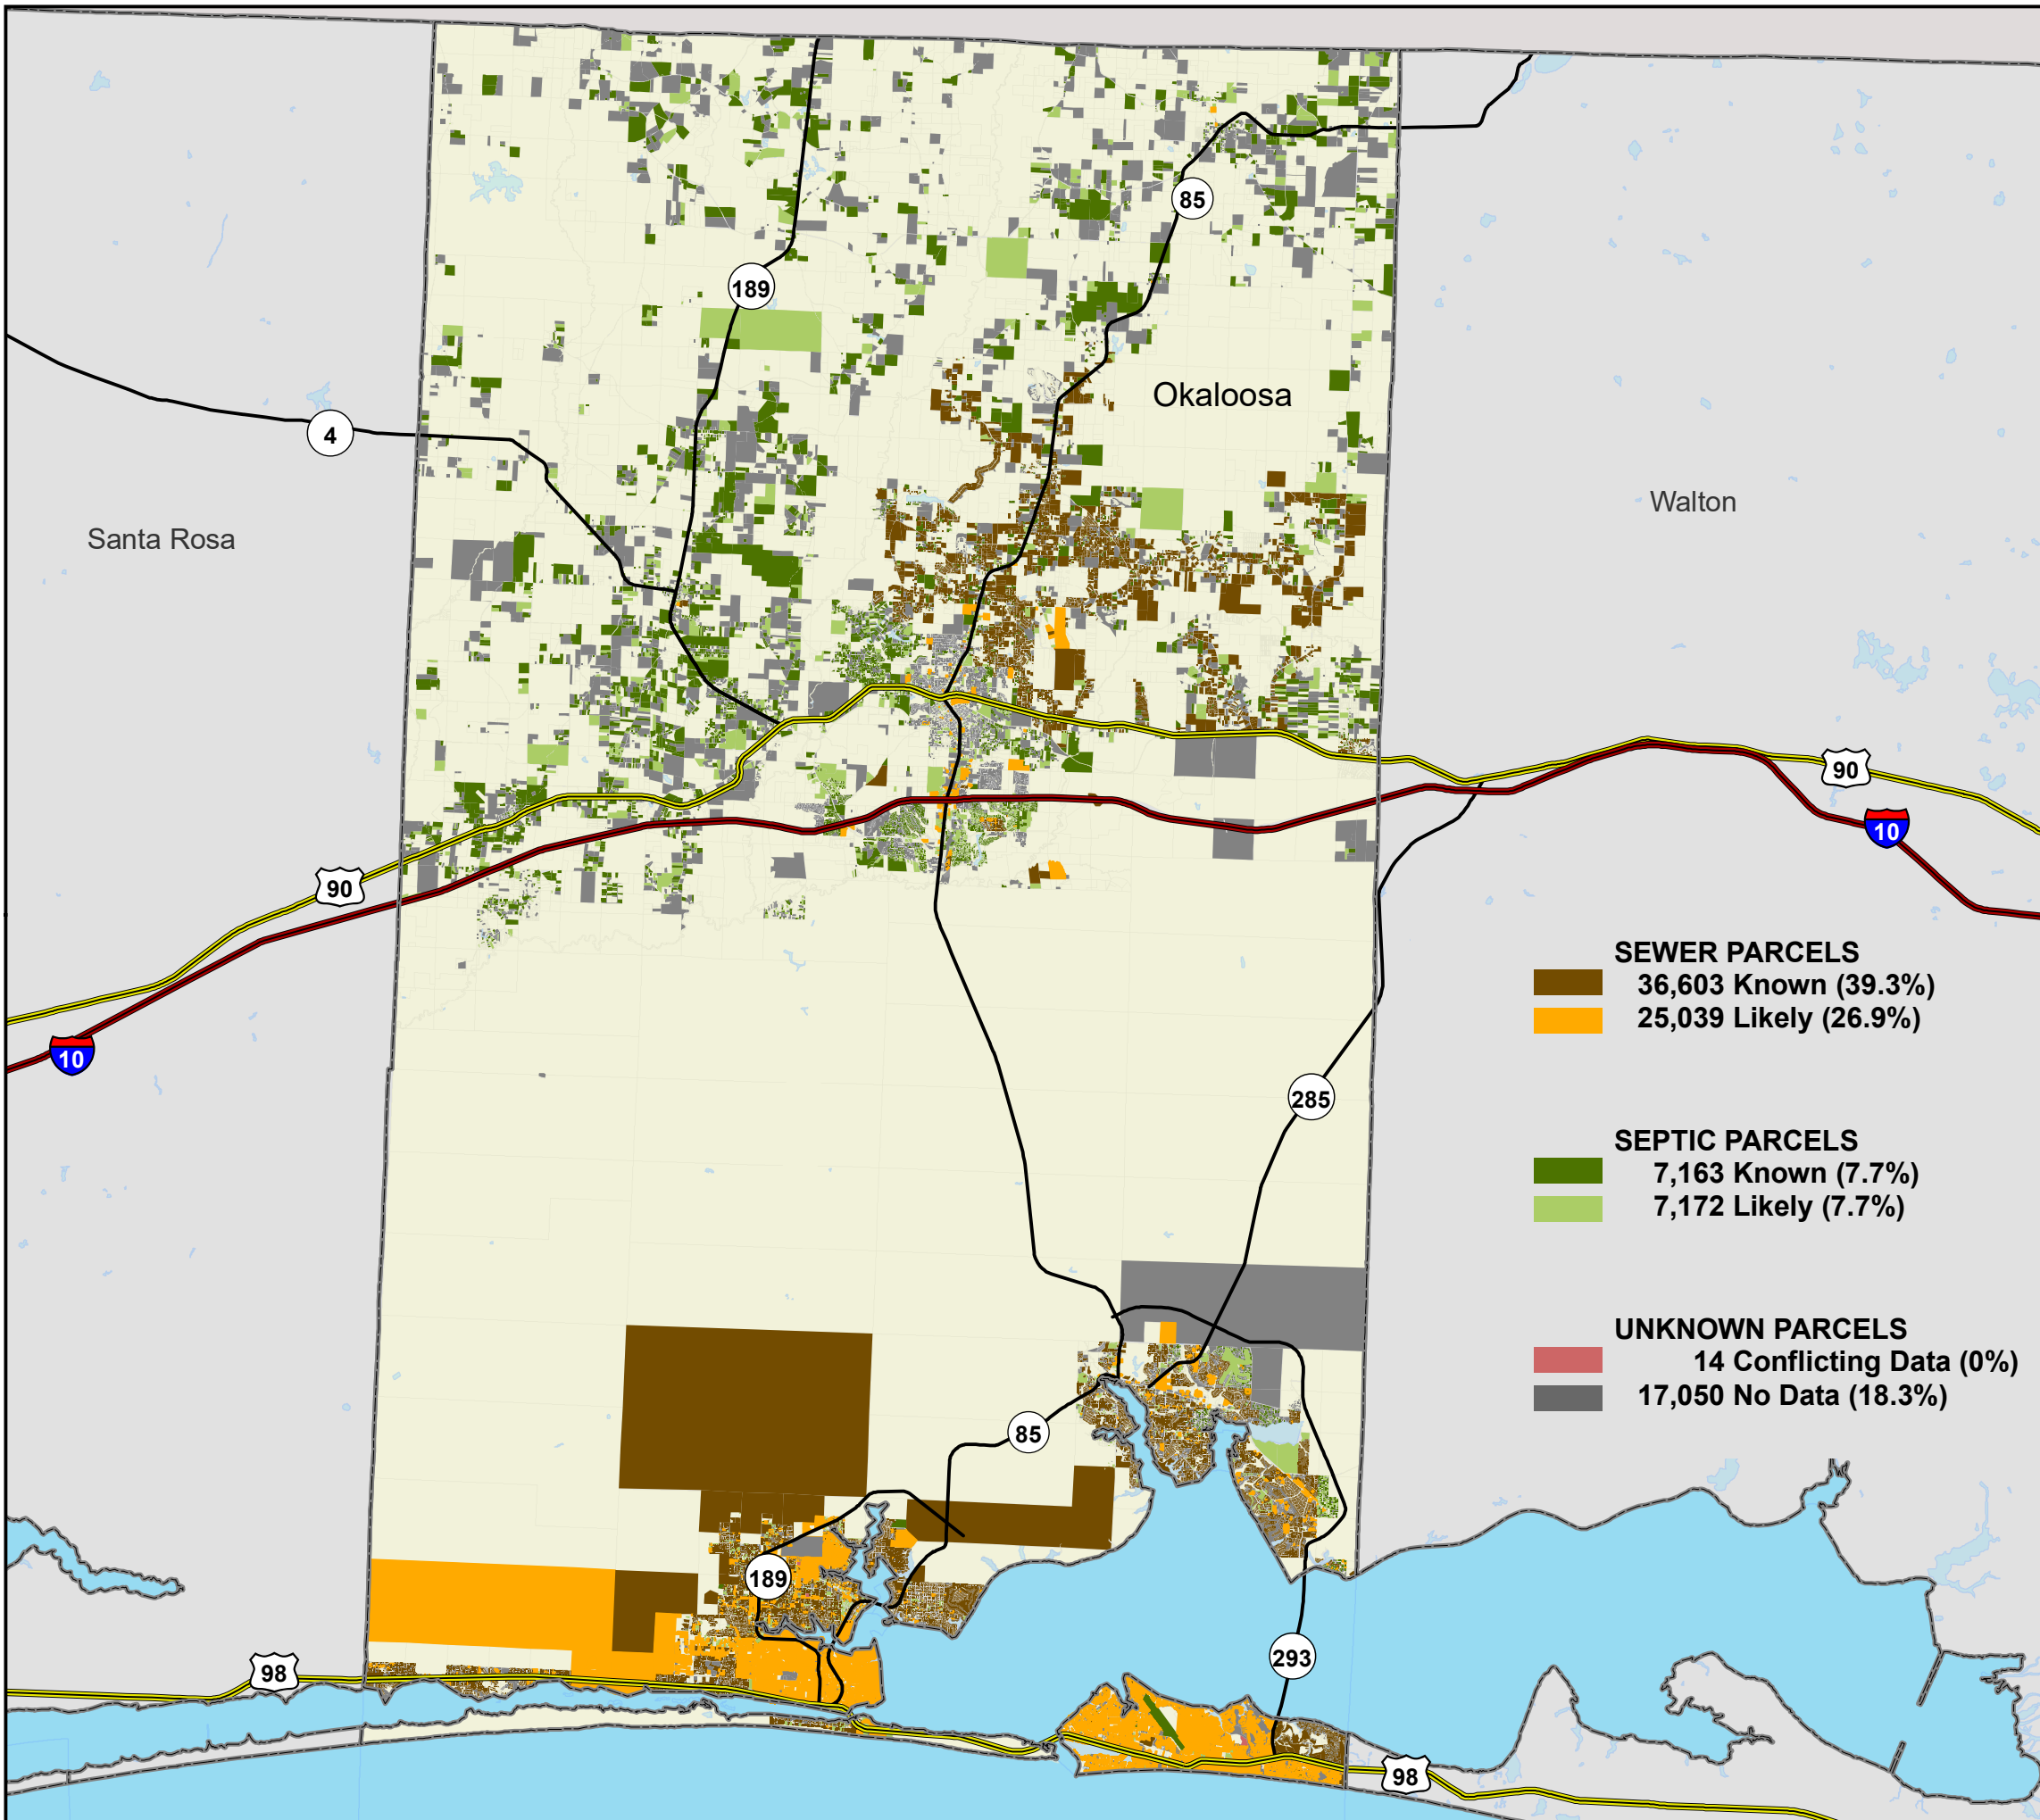 85
189
Okaloosa
4
Walton
Santa Rosa
90
10
90
SEWER PARCELS
36,603 Known (39.3%)
25,039 Likely (26.9%)
10
285
SEPTIC PARCELS
7,163 Known (7.7%)
7,172 Likely (7.7%)
UNKNOWN PARCELS
14 Conflicting Data (0%)
17,050 No Data (18.3%)
85
189
293
98
98